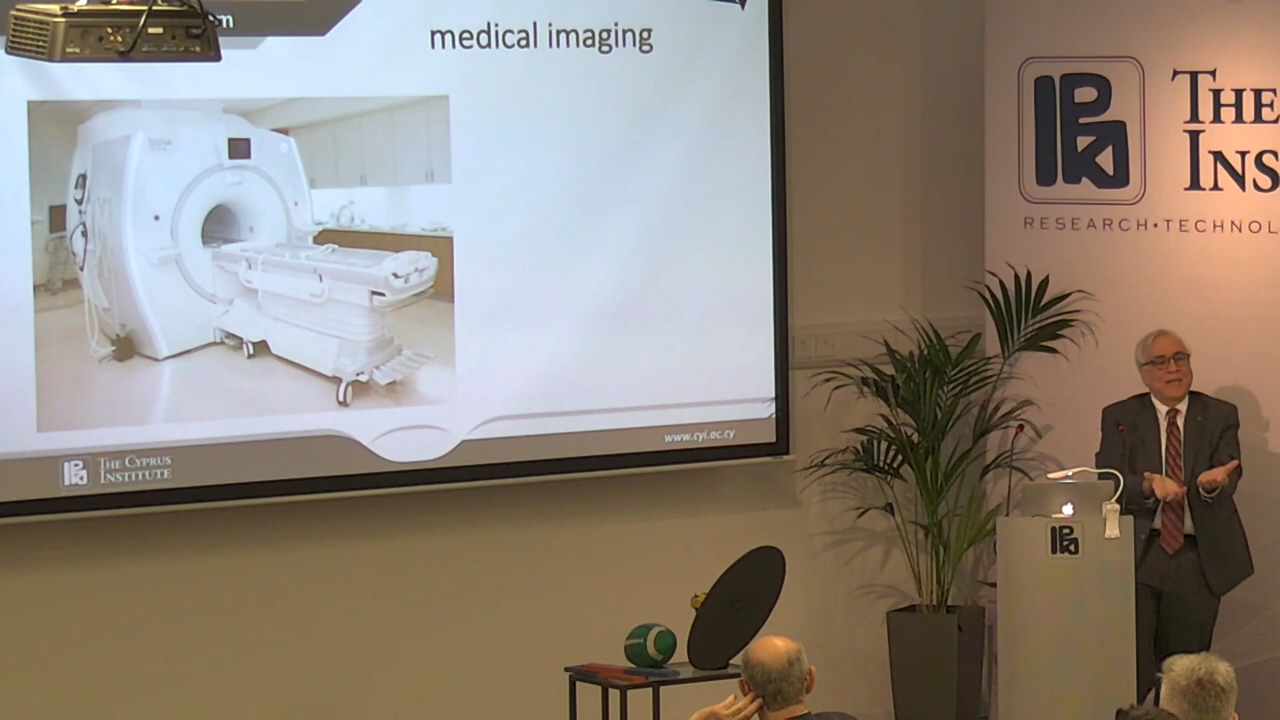 m
medical imaging
www.cyi.ac.cy
THE CYPRUS
INSTITUTE
THE
INS
RESEARCH•TECHNOL